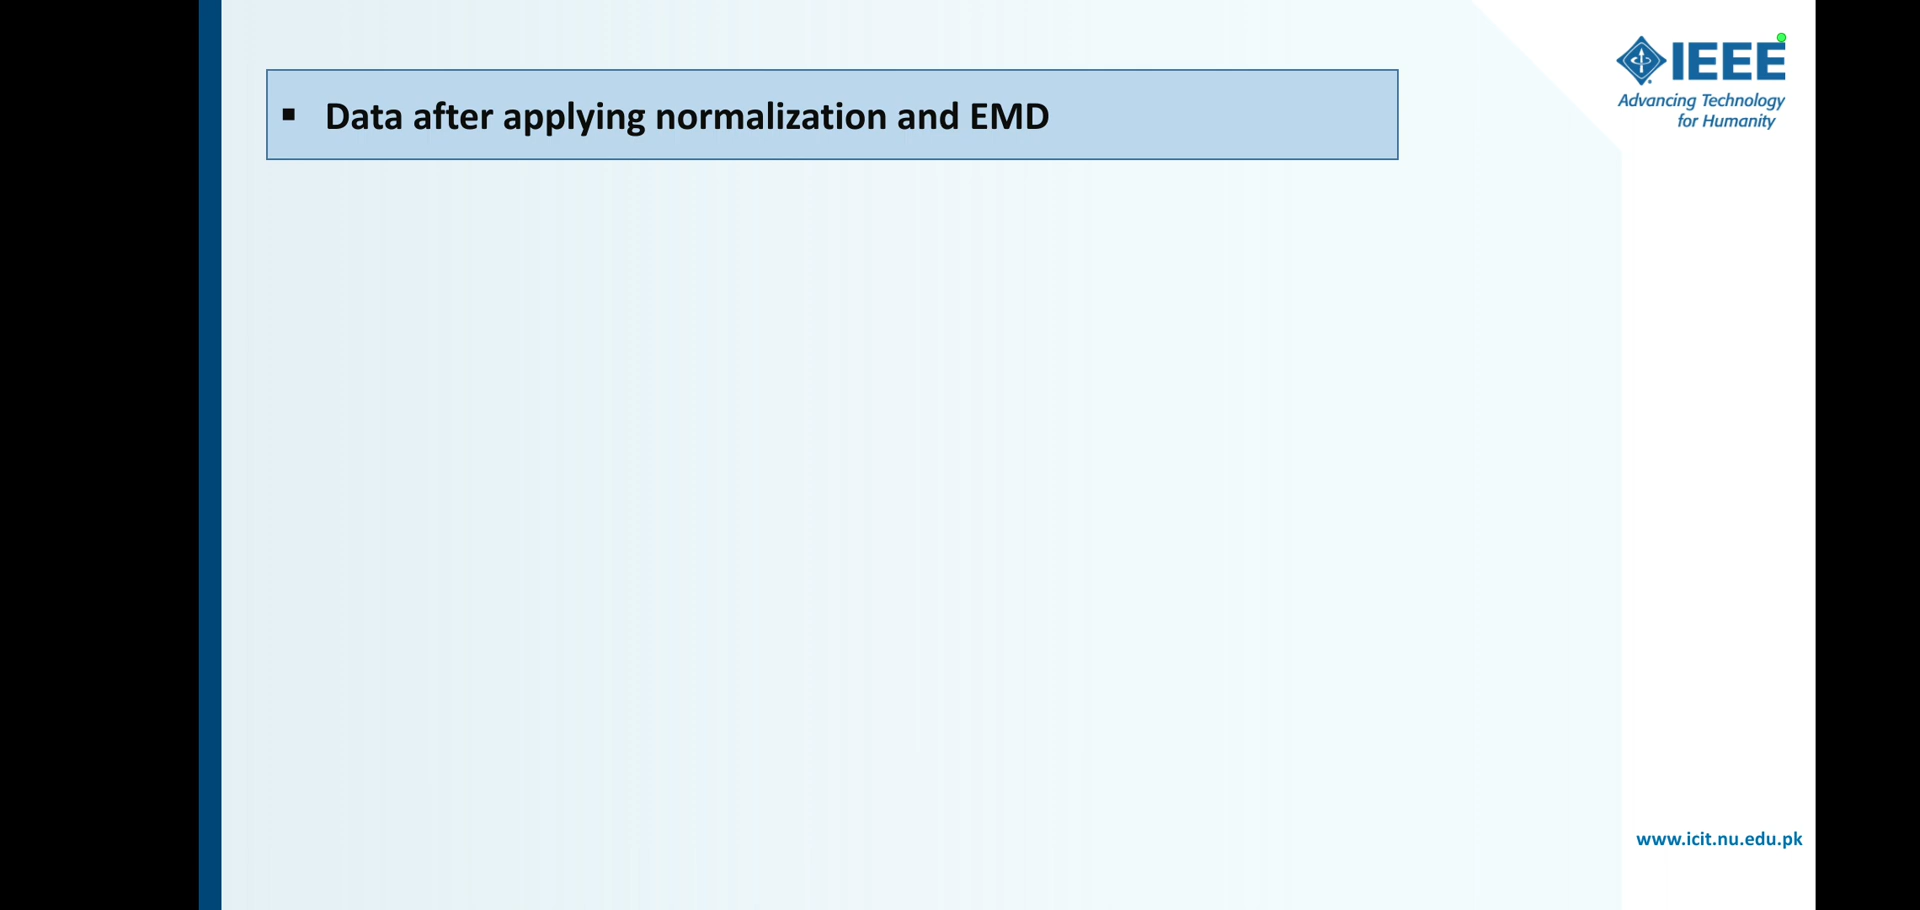 ▪ Data after applying normalization and EMD
IEEE
Advancing Technology
for Humanity
www.icit.nu.edu.pk